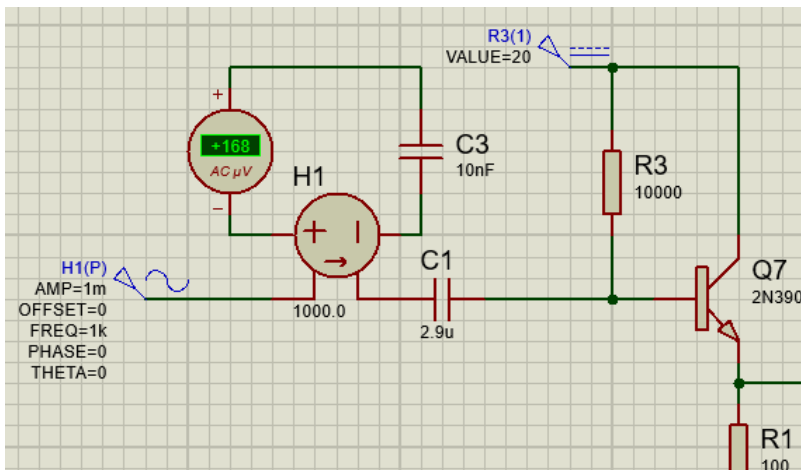 R3(1)
VALUE=20
+
+168
AC µV
−
C3
10nF
H1
R3
10000
H1(P)
AMP=1m
OFFSET=0
FREQ=1k
PHASE=0
THETA=0
1000.0
C1
2.9u
Q7
2N390
R1
100